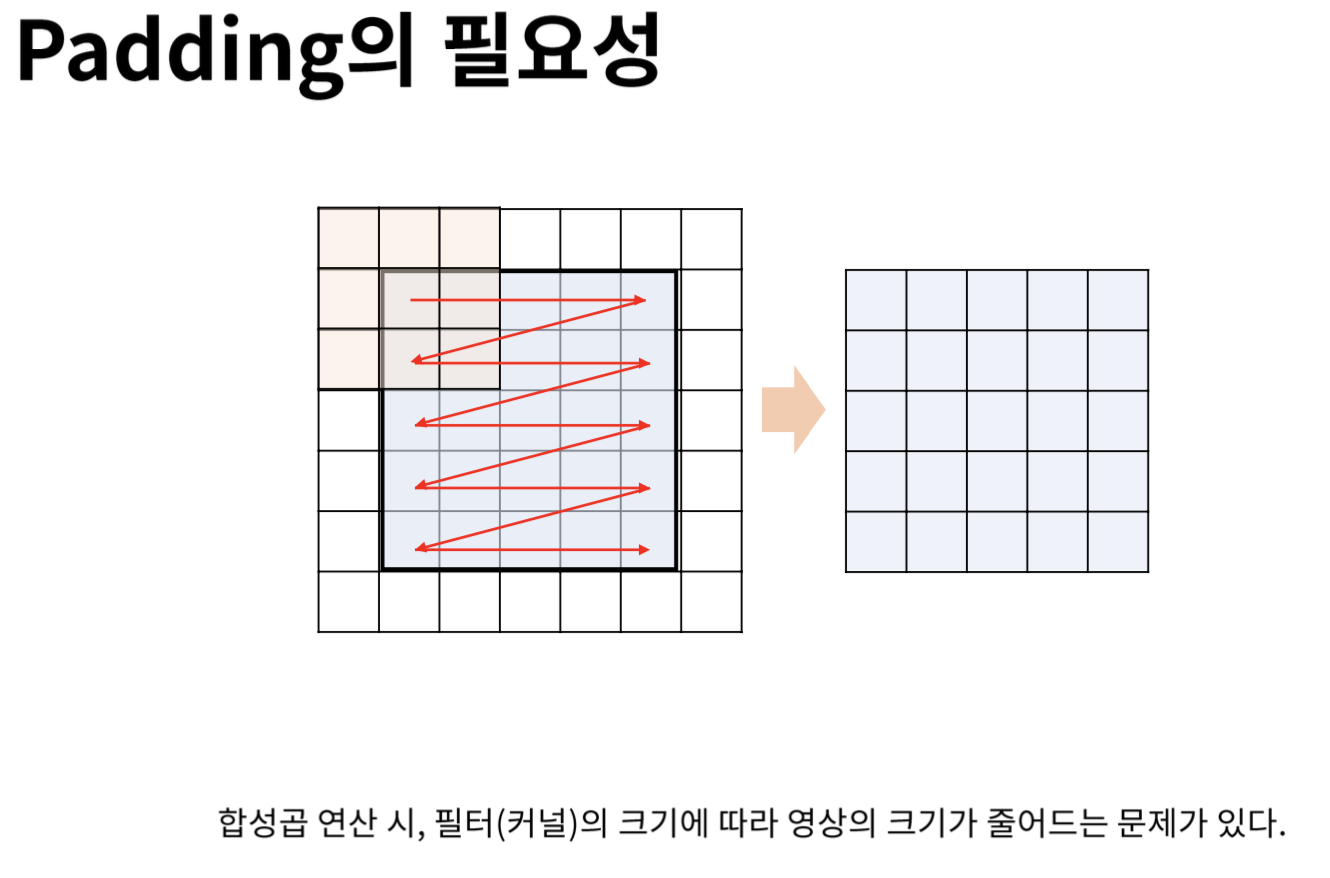 Padding의 필요성
합성곱 연산 시, 필터(커널)의 크기에 따라 영상의 크기가 줄어드는 문제가 있다.